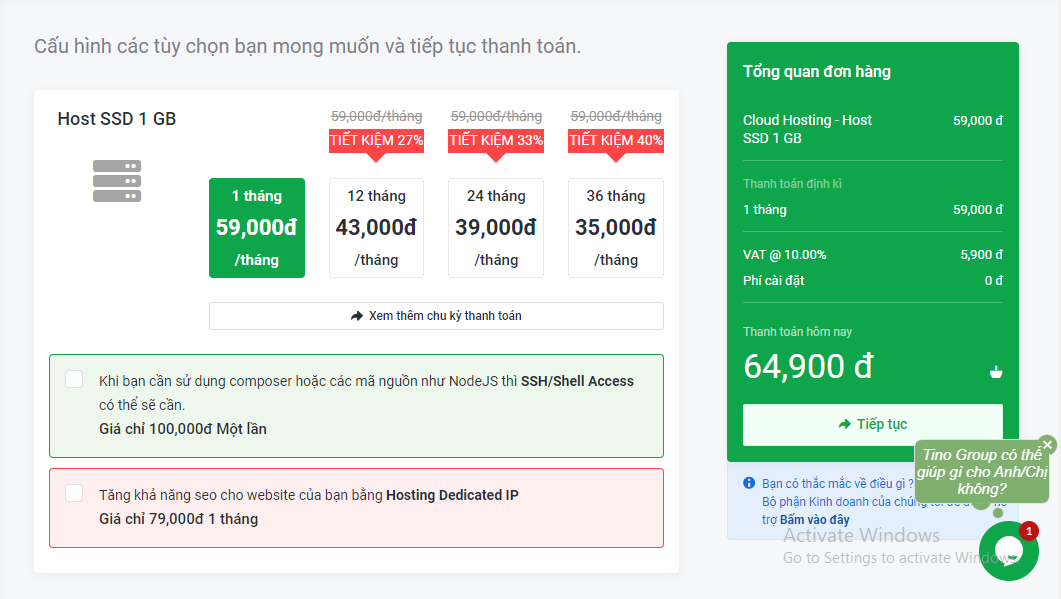 Cấu hình các tùy chọn bạn mong muốn và tiếp tục thanh toán.
Host SSD 1 GB
59,000đ/tháng
TIẾT KIỆM 27%
59,000đ/tháng
TIẾT KIỆM 33%
59,000đ/tháng
TIẾT KIỆM 40%
1 tháng
59,000đ
/tháng
12 tháng
43,000đ
/tháng
24 tháng
39,000đ
/tháng
36 tháng
35,000đ
/tháng
Xem thêm chu kỳ thanh toán
Khi bạn cần sử dụng composer hoặc các mã nguồn như NodeJS thì SSH/Shell Access
có thể sẽ cần.
Giá chỉ 100,000đ Một lần
Tăng khả năng seo cho website của bạn bằng Hosting Dedicated IP
Giá chỉ 79,000đ 1 tháng
Tổng quan đơn hàng
Cloud Hosting - Host 59,000 đ
SSD 1 GB
Thanh toán định kì
1 tháng 59,000 đ
VAT @ 10.00% 5,900 đ
Phí cài đặt 0 đ
Thanh toán hôm nay
64,900 đ
Tiếp tục
Bạn có thắc mắc về điều gì ?
Bộ phận Kinh doanh của chúng
trợ Bấm vào đây
Tino Group có thể
giúp gì cho Anh/Chị
không?
1
Activate Windows
Go to Settings to activate Windows.